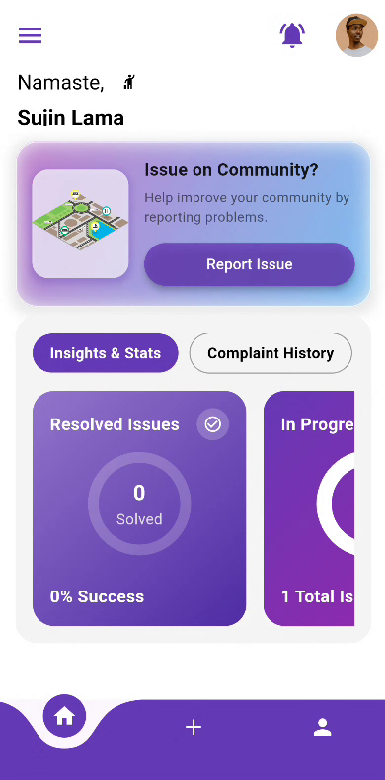 Namaste,
Sujin Lama
Issue on Community?
Help improve your community by
reporting problems.
Report Issue
Insights & Stats
Complaint History
Resolved Issues
In Progre
0
Solved
0% Success
1 Total Is